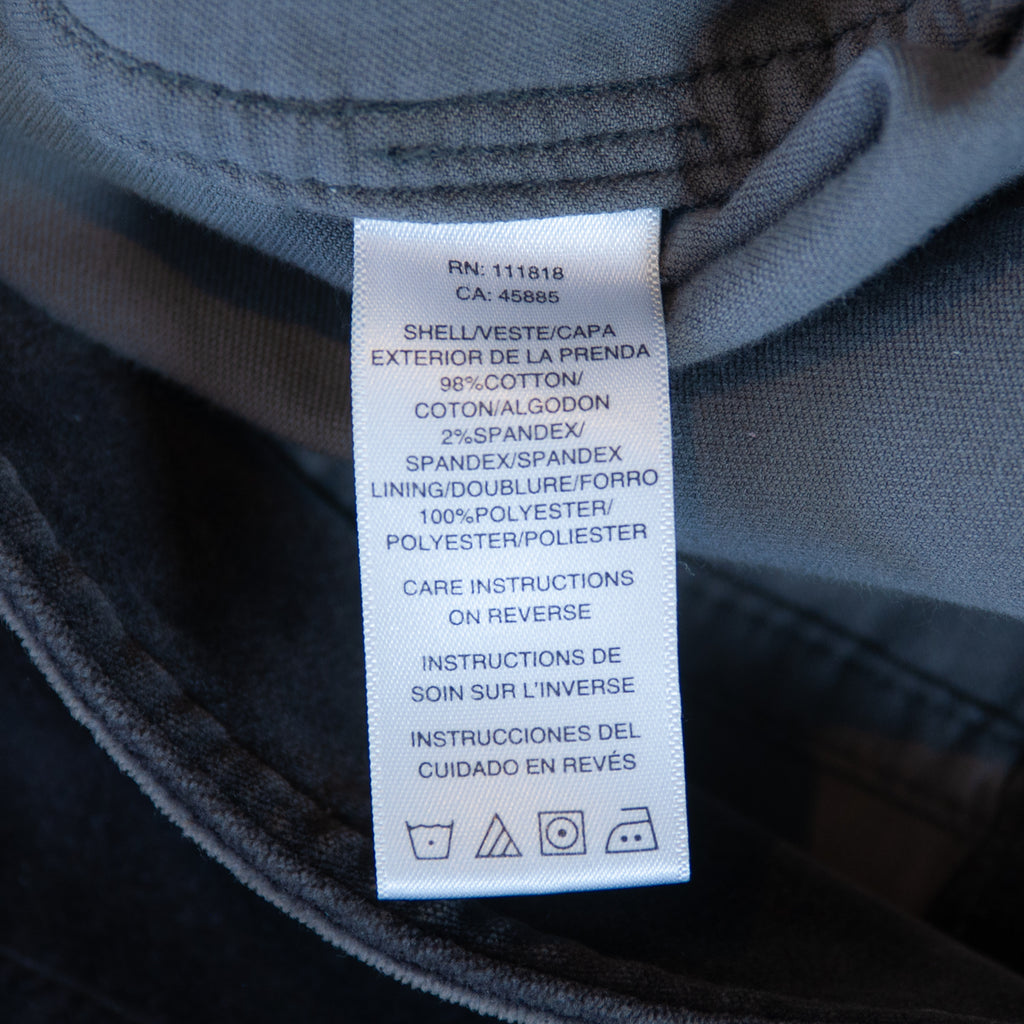 RN: 111818
CA: 45885
SHELL/VESTE/CAPA
EXTERIOR DE LA PRENDA
98%COTTON/
COTON/ALGODON
2%SPANDEX/
SPANDEX/SPANDEX
LINING/DOUBLURE/FORRO
100%POLYESTER/
POLYESTER/POLIESTER
CARE INSTRUCTIONS
ON REVERSE
INSTRUCTIONS DE
SOIN SUR L'INVERSE
INSTRUCCIONES DEL
CUIDADO EN REVÉS